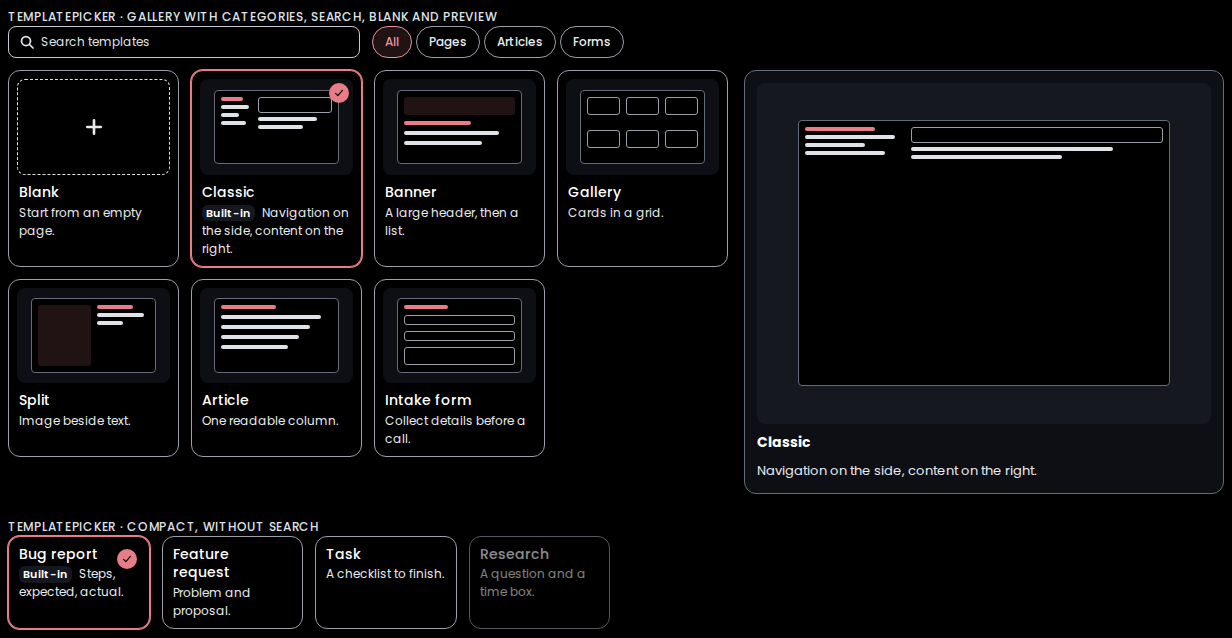 TEMPLATEPICKER · GALLERY WITH CATEGORIES, SEARCH, BLANK AND PREVIEW
Search templates
All
Pages
Articles
Forms
Blank
Start from an empty
page.
Classic
Built-in Navigation on
the side, content on the
right.
Banner
A large header, then a
list.
Gallery
Cards in a grid.
Split
Image beside text.
Article
One readable column.
Intake form
Collect details before a
call.
Classic
Navigation on the side, content on the right.
TEMPLATEPICKER · COMPACT, WITHOUT SEARCH
Bug report
Built-in Steps,
expected, actual.
Feature
request
Problem and
proposal.
Task
A checklist to finish.
Research
A question and a
time box.